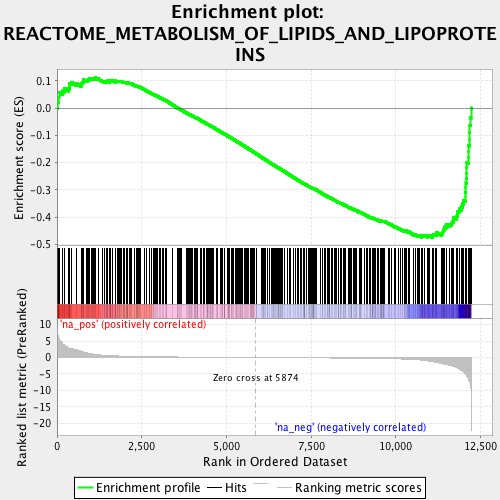 Enrichment plot:
REACTOME_METABOLISM_OF_LIPIDS_AND_LIPOPROTE
INS
Enrichment score (ES)
0.1
0.0
-0.1
-0.2
-0.3
-0.4
-0.5
Ranked list metric (PreRanked)
10
5
0
-5
-10
-15
-20
'na_pos' (positively correlated)
Zero cross at 5874
'na_neg' (negatively correlated)
0
2,500
5,000
7,500
10,000
12,500
Rank in Ordered Dataset
Enrichment profile
Hits
Ranking metric scores